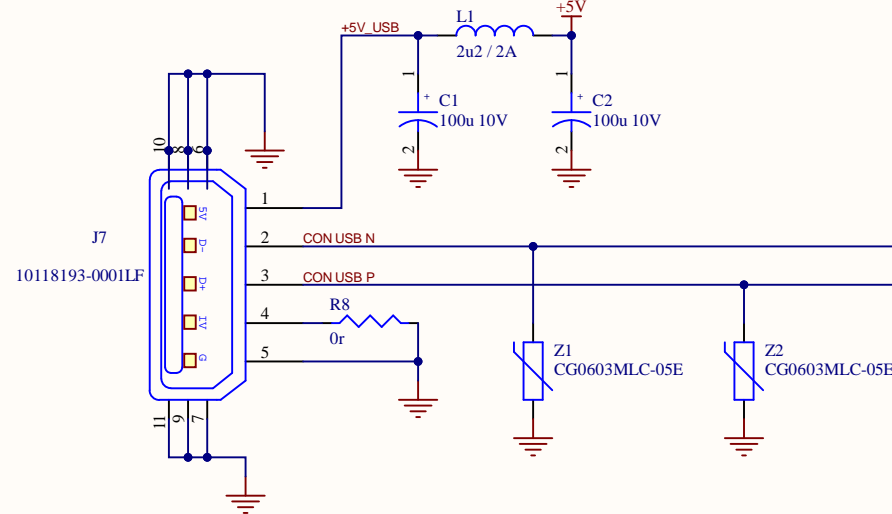 +5V
L1
+5V_USB
2u2 / 2A
1
1
+
C1
100u 10V
+
C2
100u 10V
2
2
10
8
6
1
5V
J7
2
CON USB N
D-
10118193-0001LF
3
CON USB P
D+
R8
4
IV
0r
5
G
Z1
CG0603MLC-05E
Z2
CG0603MLC-05E
11
9
7